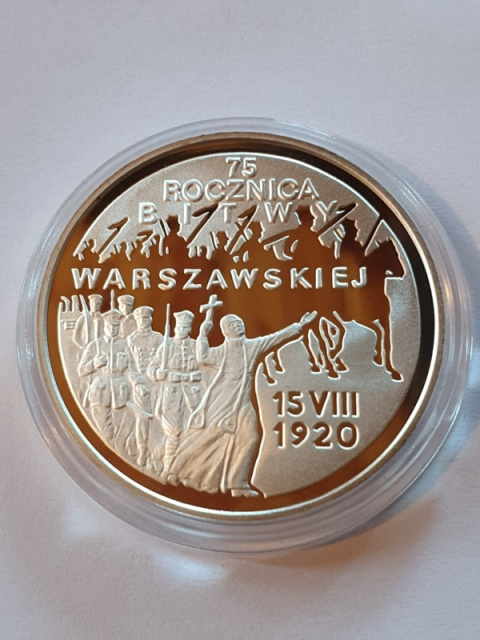 75
ROCZNICA
BITWY
WARSZAWSKIEJ
15 VIII
1920